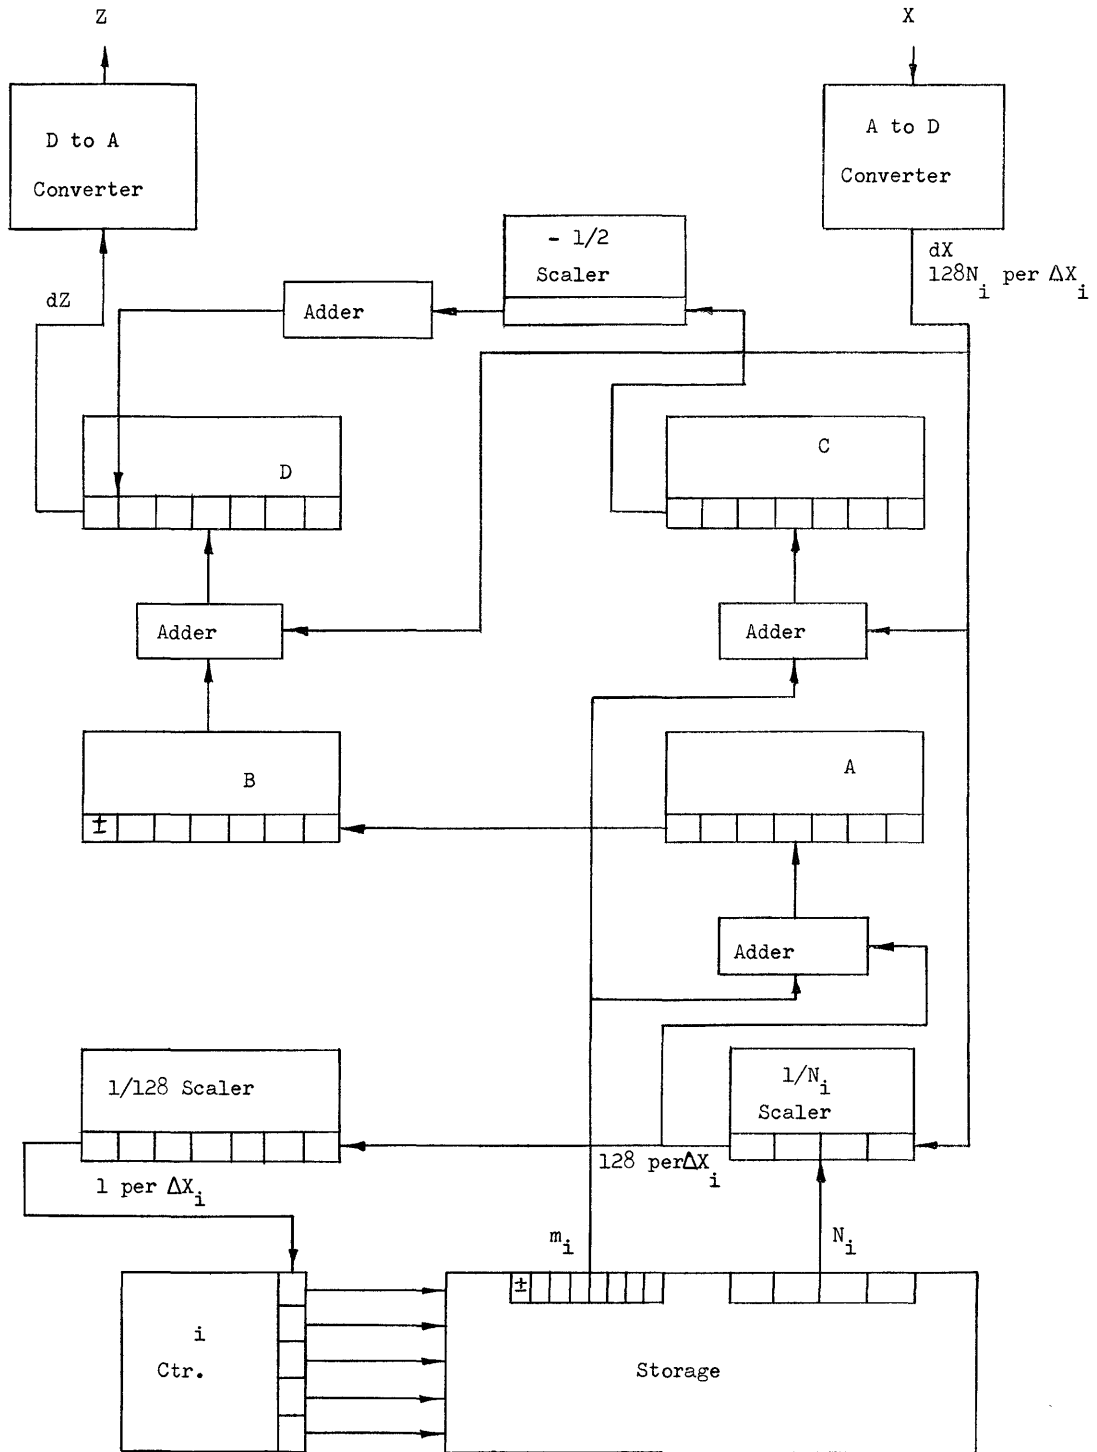 Z
X
D to A
Converter
A to D
Converter
- 1/2
Scaler
dX
128N_i per ΔX_i
dZ
Adder
D
C
Adder
Adder
B
A
±
Adder
1/128 Scaler
1/N_i
Scaler
128 per ΔX_i
1 per ΔX_i
m_i
N_i
±
i
Ctr.
Storage